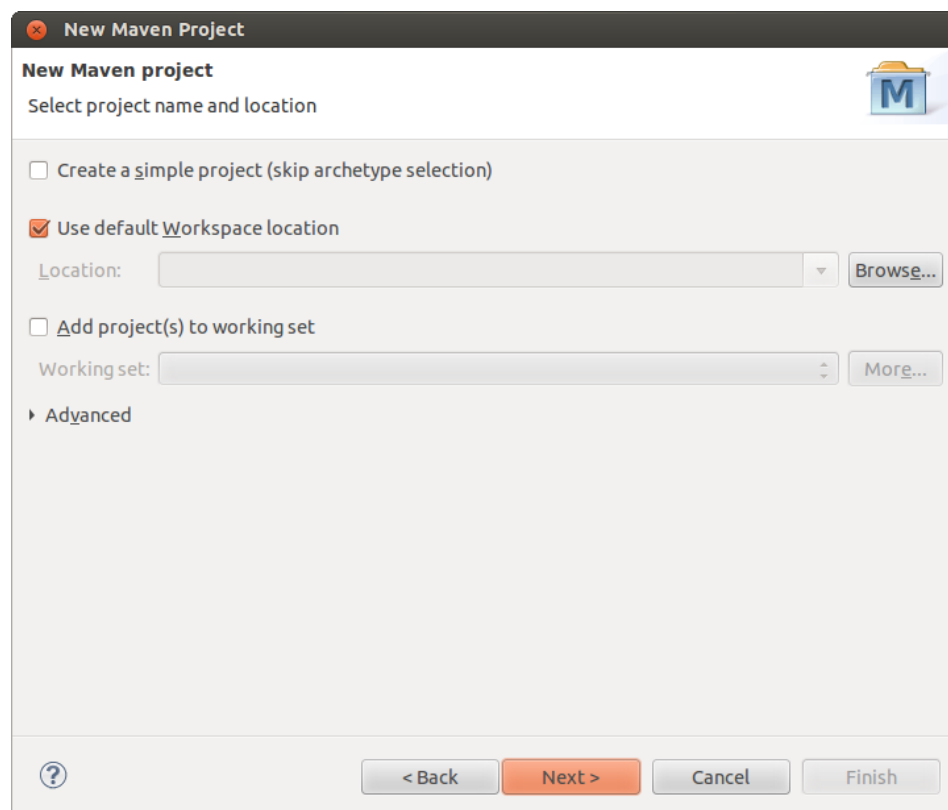 New Maven Project
New Maven project
Select project name and location
M
Create a simple project (skip archetype selection)
Use default Workspace location
Location:
Browse...
Add project(s) to working set
Working set:
More...
Advanced
?
< Back
Next >
Cancel
Finish